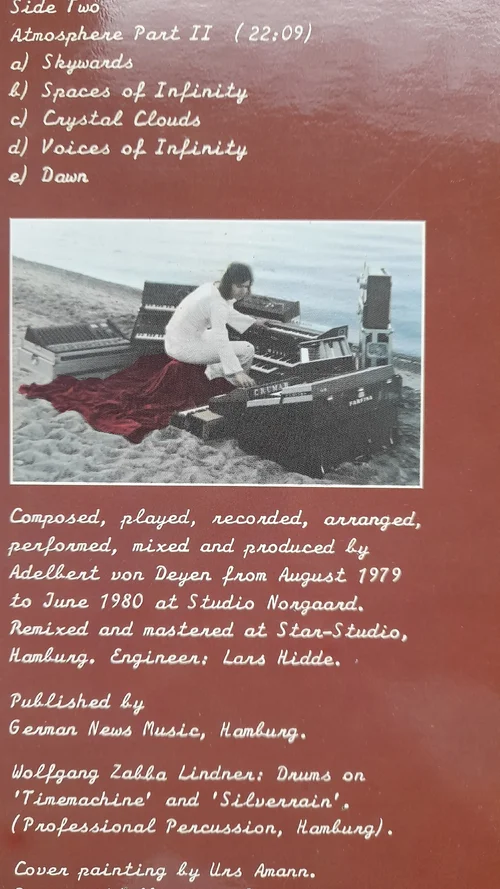 Side Two
Atmosphere Part II (22:09)
a) Skywards
b) Spaces of Infinity
c) Crystal Clouds
d) Voices of Infinity
e) Dawn
CRUMAR
FARFISA
Composed, played, recorded, arranged,
performed, mixed and produced by
Adelbert von Deyen from August 1979
to June 1980 at Studio Norgaard.
Remixed and mastered at Star-Studio,
Hamburg. Engineer: Lars Hidde.
Published by
German News Music, Hamburg.
Wolfgang Zabba Lindner: Drums on
'Timemachine' and 'Silverrain'.
(Professional Percussion, Hamburg).
Cover painting by Urs Amann.